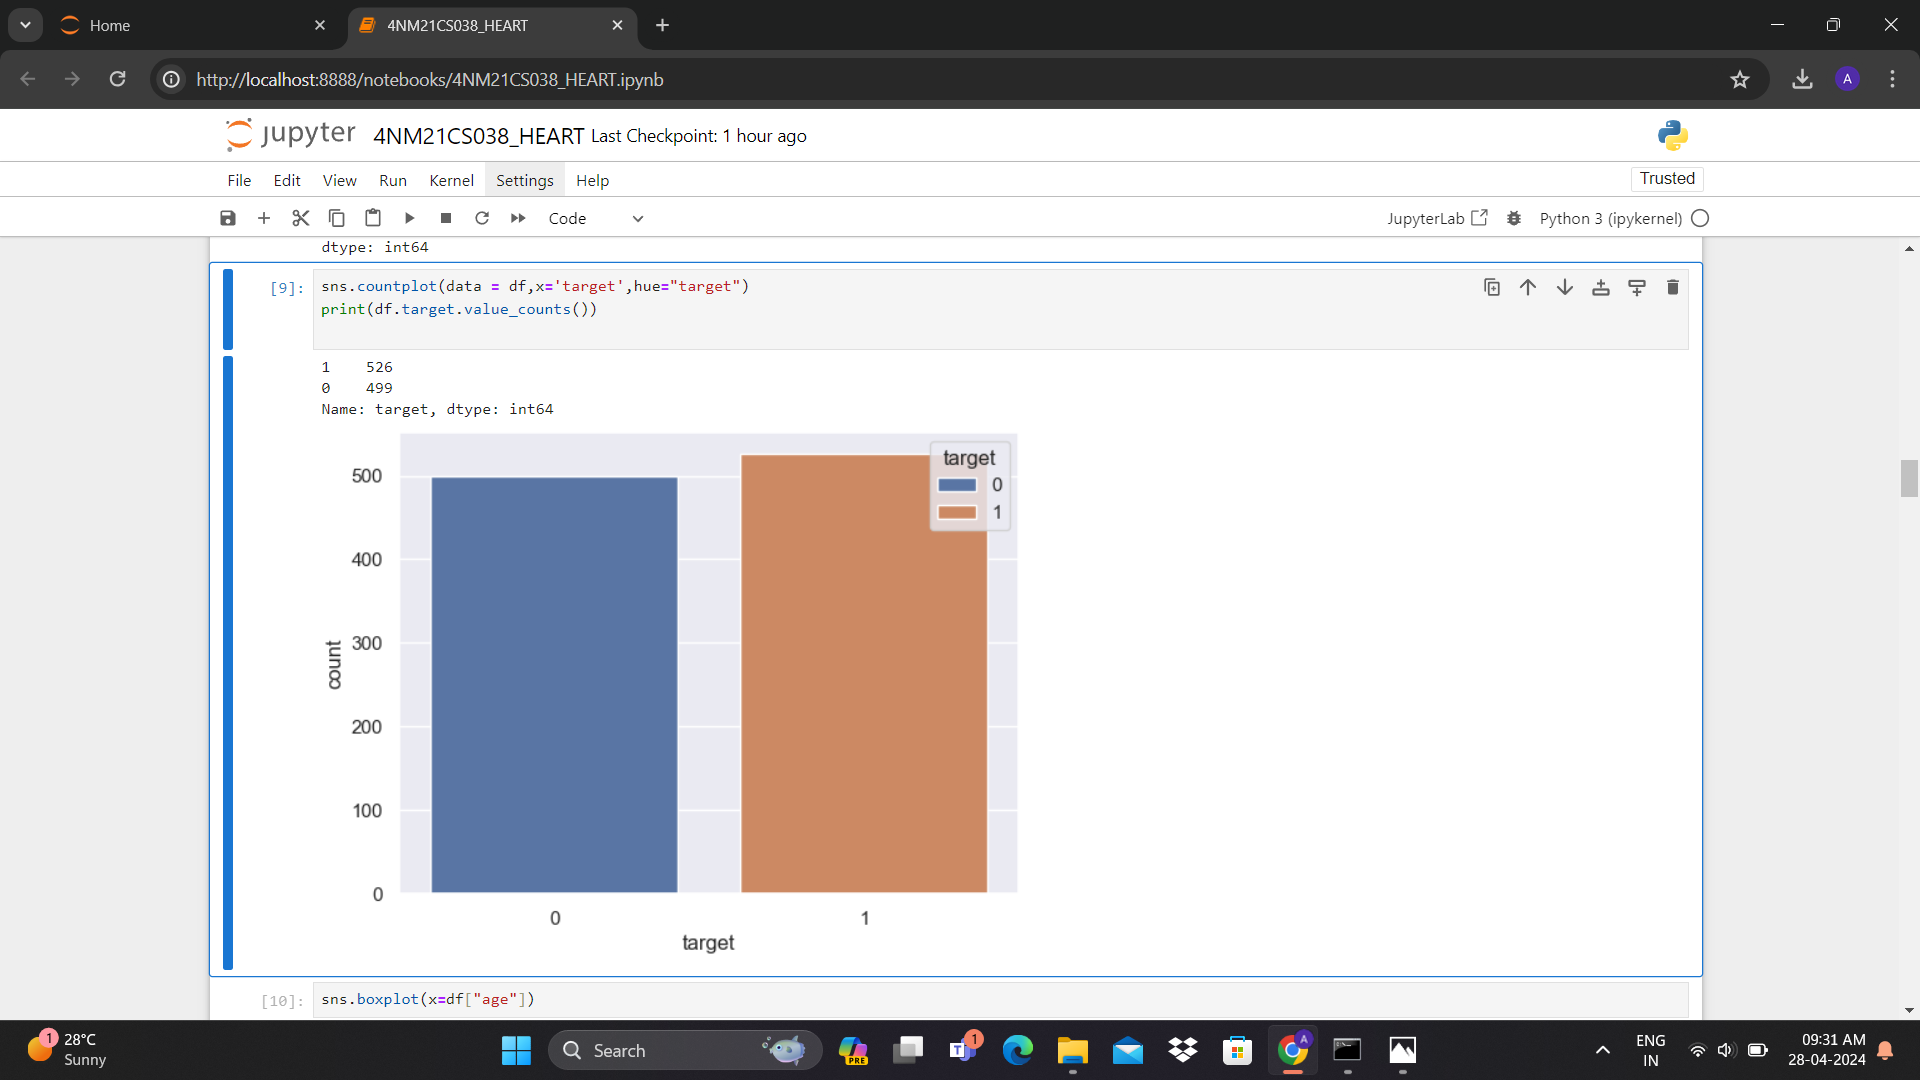 Home
4NM21CS038_HEART
http://localhost:8888/notebooks/4NM21CS038_HEART.ipynb
A
jupyter 4NM21CS038_HEART Last Checkpoint: 1 hour ago
File Edit View Run Kernel Settings Help
Trusted
Code
JupyterLab
Python 3 (ipykernel)
dtype: int64
[9]: sns.countplot(data = df,x='target',hue="target")
print(df.target.value_counts())
1 526
0 499
Name: target, dtype: int64
target
0
1
500
400
300
200
100
0
count
0 1
target
[10]: sns.boxplot(x=df["age"])
1
28°C
Sunny
Search
PRE
T
1
A
ENG
IN
09:31 AM
28-04-2024